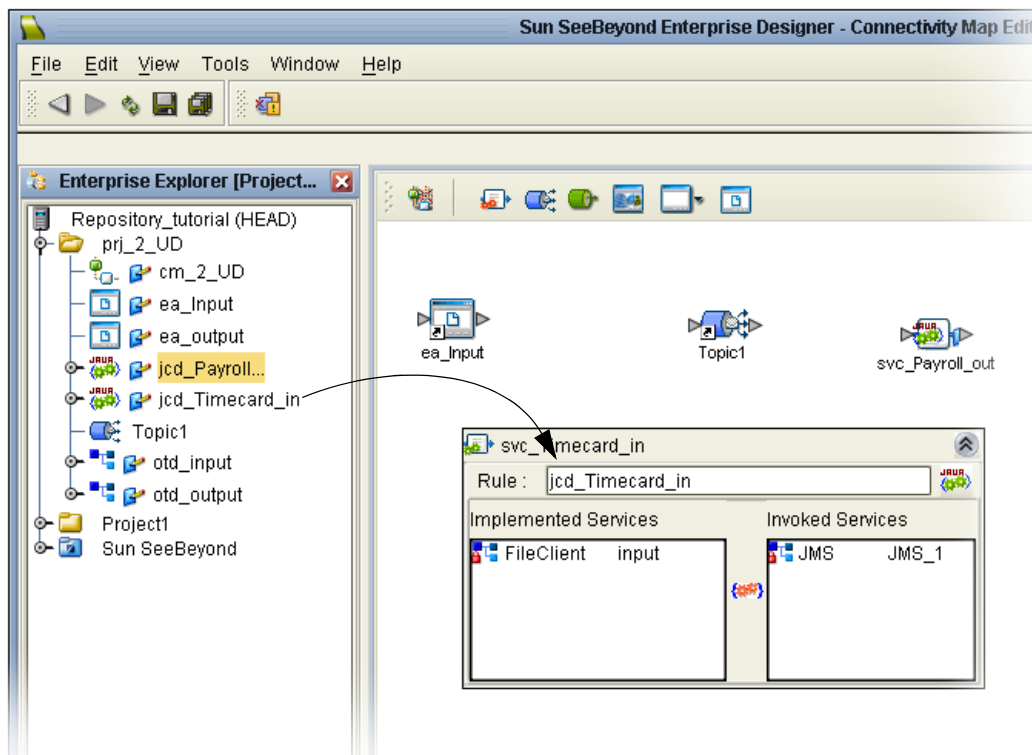 Sun SeeBeyond Enterprise Designer - Connectivity Map Edi
File Edit View Tools Window Help
Enterprise Explorer [Project...
Repository_tutorial (HEAD)
prj_2_UD
cm_2_UD
ea_Input
ea_output
jcd_Payroll...
jcd_Timecard_in
Topic1
otd_input
otd_output
Project1
Sun SeeBeyond
ea_Input
Topic1
svc_Payroll_out
svc_Timecard_in
Rule : jcd_Timecard_in
Implemented Services Invoked Services
FileClient input JMS JMS_1